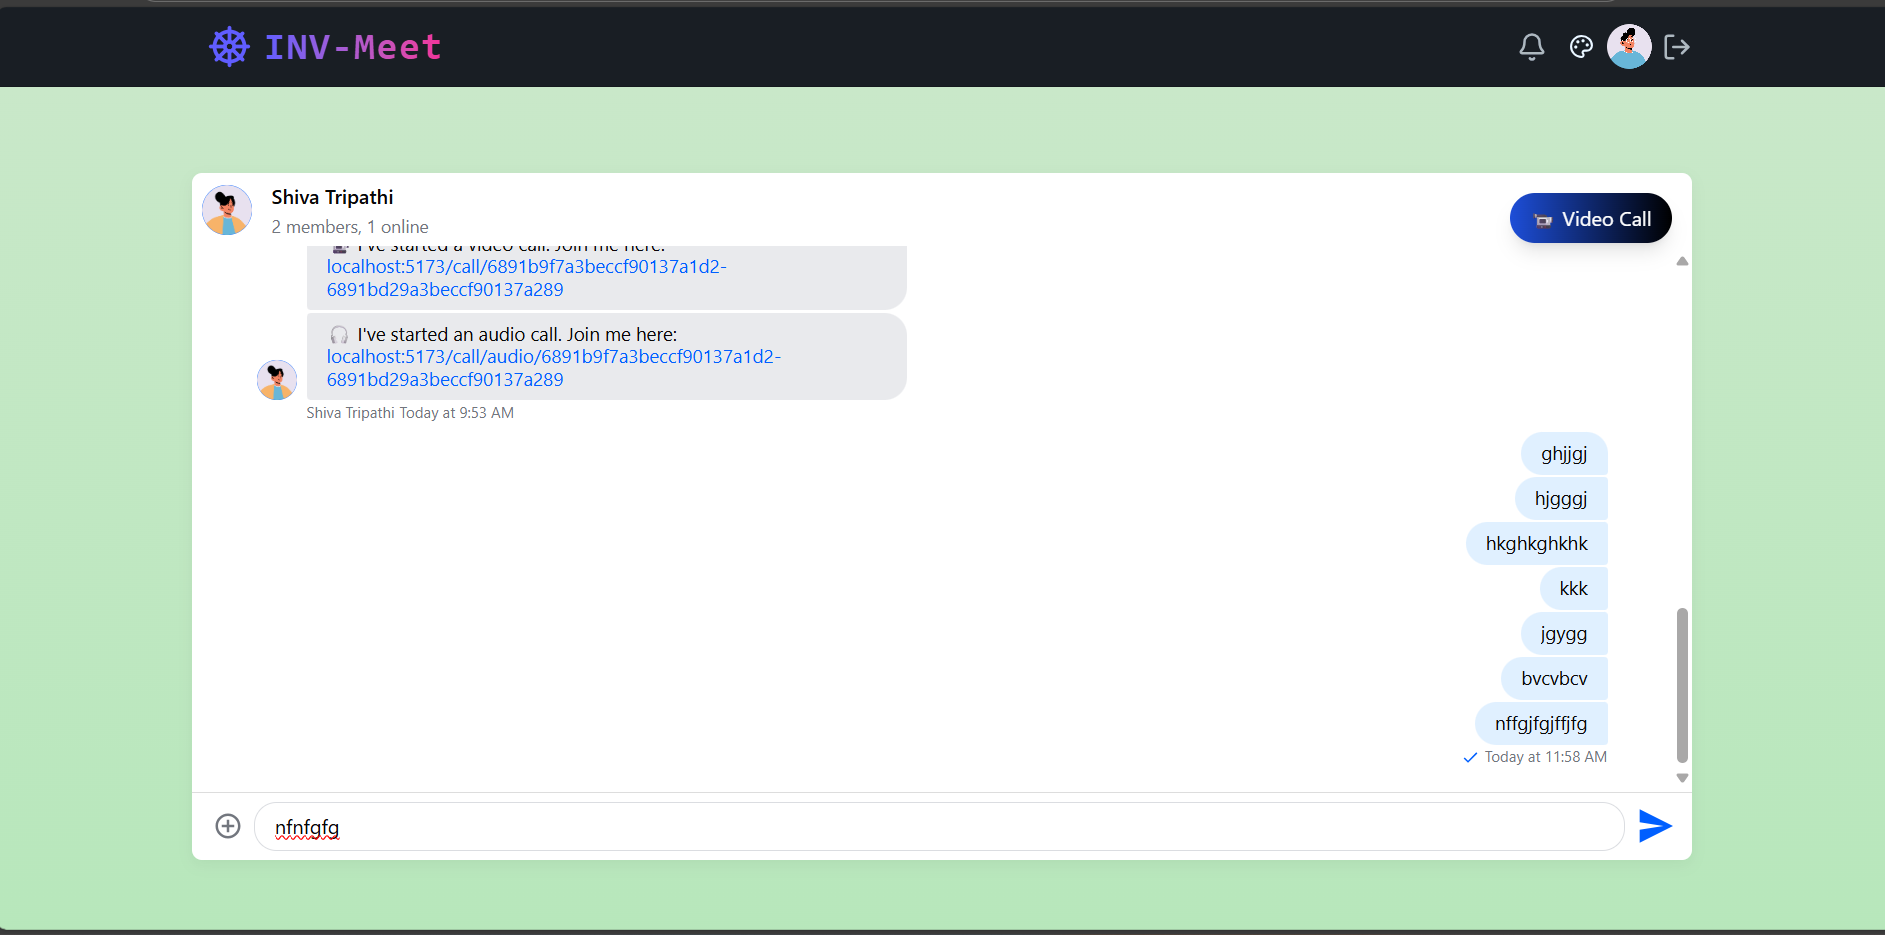 INV-Meet
Shiva Tripathi
2 members, 1 online
Video Call
I've started a video call. Join me here:
localhost:5173/call/6891b9f7a3beccf90137a1d2-
6891bd29a3beccf90137a289
I've started an audio call. Join me here:
localhost:5173/call/audio/6891b9f7a3beccf90137a1d2-
6891bd29a3beccf90137a289
Shiva Tripathi Today at 9:53 AM
ghjjgj
hjgggj
hkghkghkhk
kkk
jgygg
bvcvbcv
nffgjfgjffjfg
Today at 11:58 AM
nfnfgfg